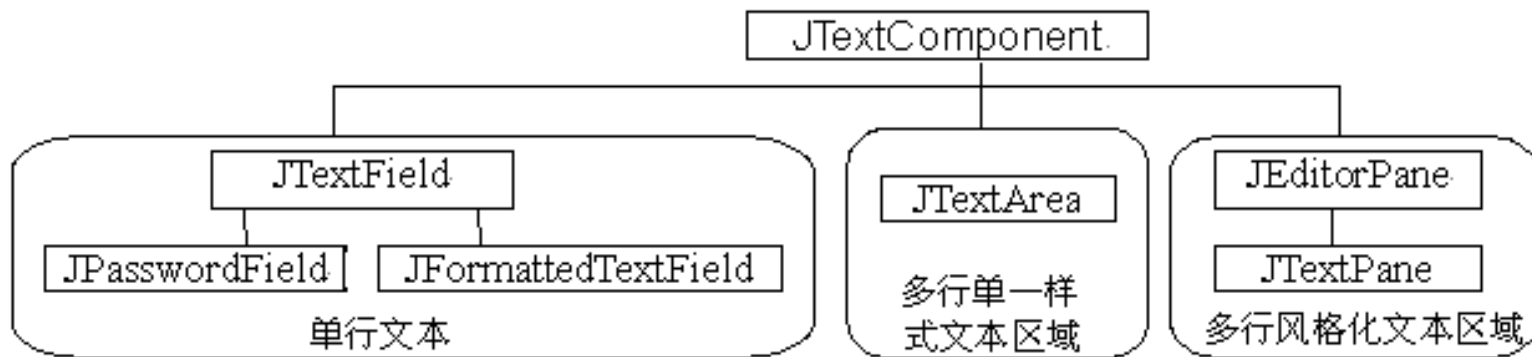 JTextComponent
JTextField
JPasswordField
JFormattedTextField
单行文本
JTextArea
多行单一样
式文本区域
JEditorPane
JTextPane
多行风格化文本区域